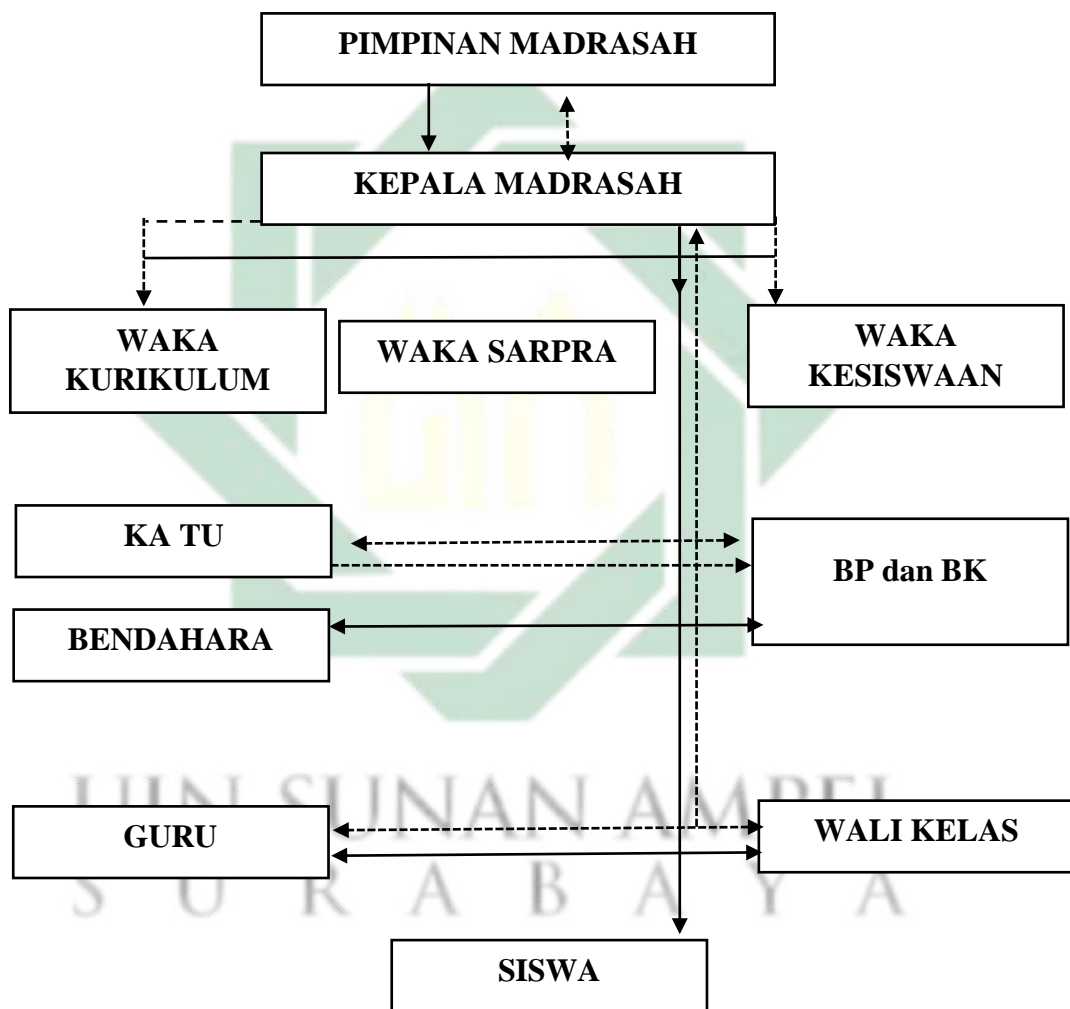 PIMPINAN MADRASAH
KEPALA MADRASAH
WAKA
KURIKULUM
WAKA SARPRA
WAKA
KESISWAAN
KA TU
BP dan BK
BENDAHARA
UIN SUNAN AMPEL
GURU
WALI KELAS
SURABAYA
SISWA